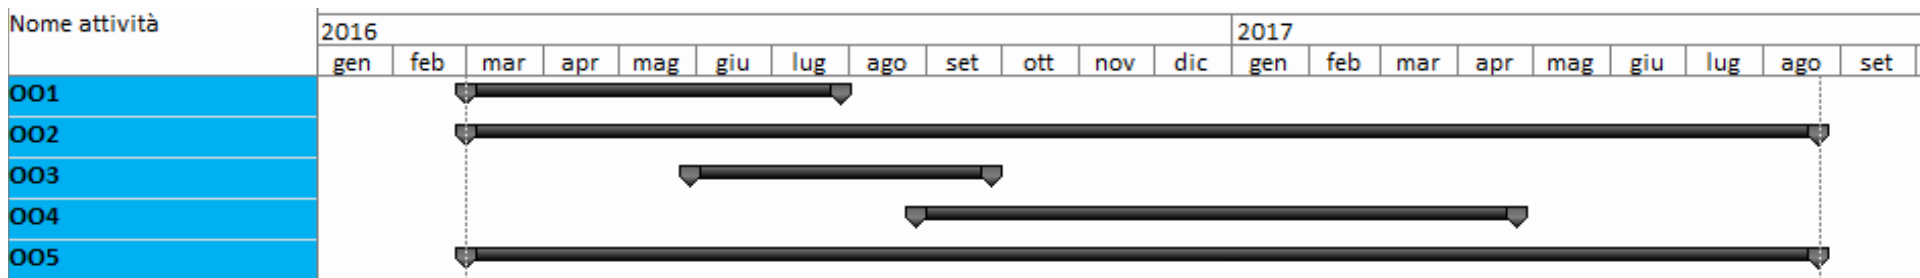 Nome attività
2016 2017
gen feb mar apr mag giu lug ago set ott nov dic gen feb mar apr mag giu lug ago set
OO1
OO2
OO3
OO4
OO5